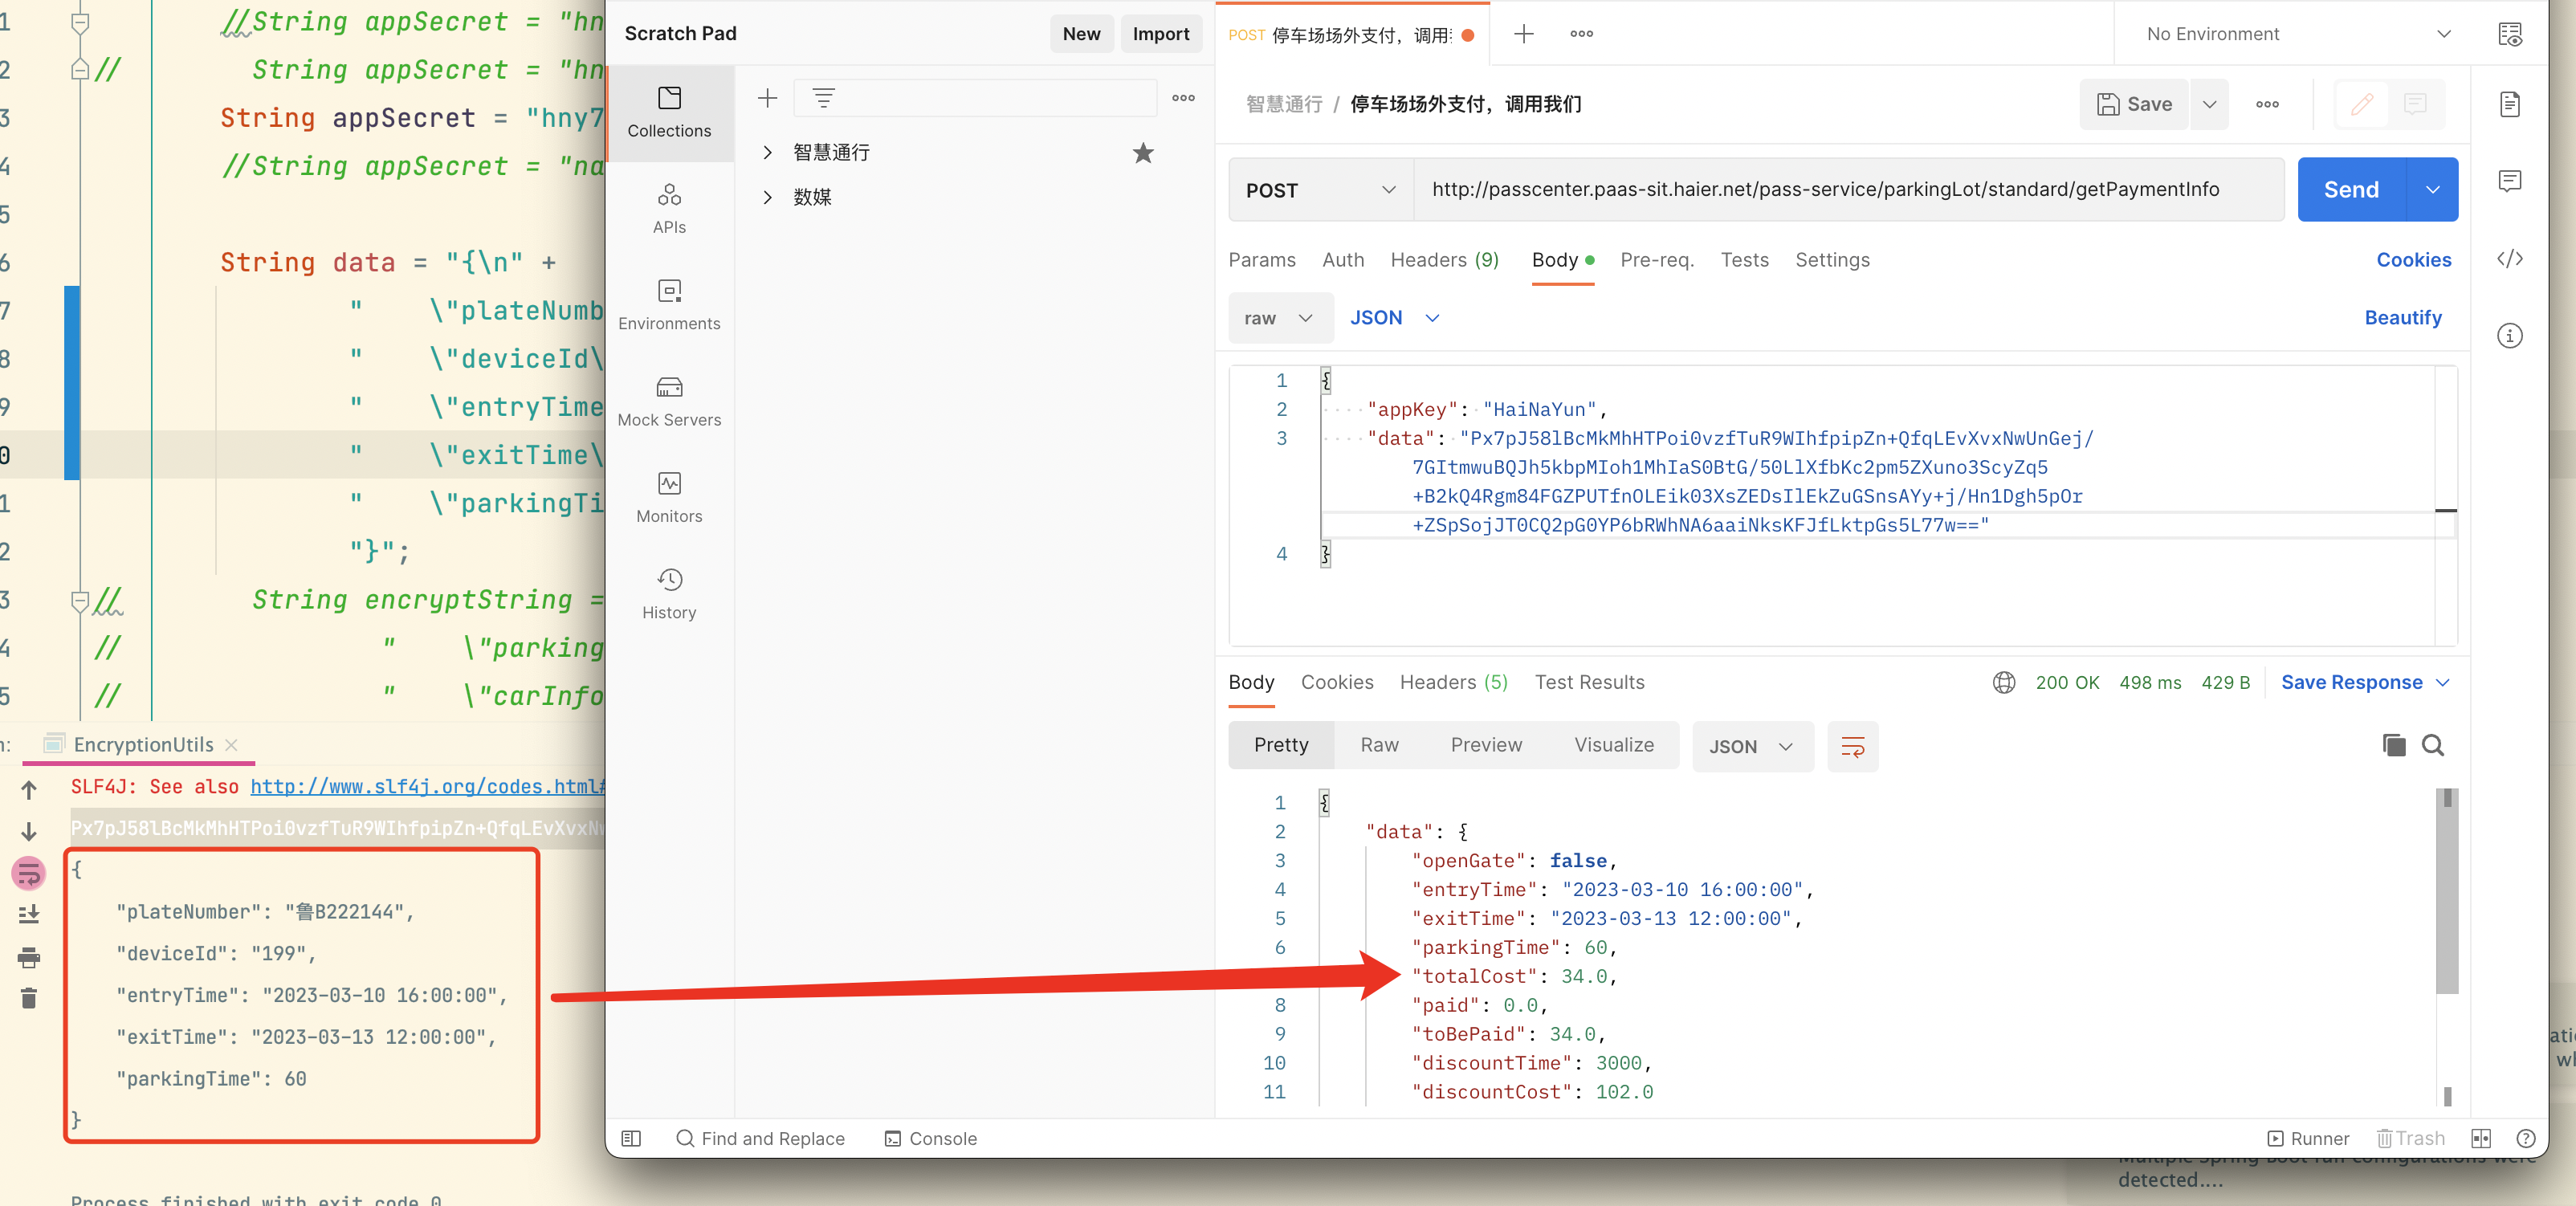 1 //String appSecret = "hn
2 // String appSecret = "hn
3 String appSecret = "hny7
4 //String appSecret = "na
5
6 String data = "{\n" +
7 " \"plateNumb
8 " \"deviceId\
9 " \"entryTime
0 " \"exitTime\
1 " \"parkingTi
2 "}";
3 // String encryptString =
4 // " \"parking
5 // " \"carInfo
n: EncryptionUtils
SLF4J: See also http://www.slf4j.org/codes.html#
Px7pJ58lBcMkMhHTPoi0vzfTuR9WIhfpipZn+QfqLEvXvxNw
{
"plateNumber": "鲁B222144",
"deviceId": "199",
"entryTime": "2023-03-10 16:00:00",
"exitTime": "2023-03-13 12:00:00",
"parkingTime": 60
}
Process finished with exit code 0
Scratch Pad
New
Import
Collections
APIs
Environments
Mock Servers
Monitors
History
智慧通行
数媒
POST 停车场场外支付，调用
No Environment
智慧通行 / 停车场场外支付，调用我们
Save
POST
http://passcenter.paas-sit.haier.net/pass-service/parkingLot/standard/getPaymentInfo
Send
Params Auth Headers (9) Body Pre-req. Tests Settings
Cookies
raw JSON
Beautify
1 {
2 "appKey": "HaiNaYun",
3 "data": "Px7pJ58lBcMkMhHTPoi0vzfTuR9WIhfpipZn+QfqLEvXvxNwUnGej/
7GItmwuBQJh5kbpMIoh1MhIaS0BtG/50LlXfbKc2pm5ZXuno3ScyZq5
+B2kQ4Rgm84FGZPUTfnOLEik03XsZEDsIlEkZuGSnsAYy+j/Hn1Dgh5pOr
+ZSpSojJT0CQ2pG0YP6bRWhNA6aaiNksKFJfLktpGs5L77w=="
4 }
Body Cookies Headers (5) Test Results
200 OK 498 ms 429 B
Save Response
Pretty Raw Preview Visualize JSON
1 {
2 "data": {
3 "openGate": false,
4 "entryTime": "2023-03-10 16:00:00",
5 "exitTime": "2023-03-13 12:00:00",
6 "parkingTime": 60,
"totalCost": 34.0,
8 "paid": 0.0,
9 "toBePaid": 34.0,
10 "discountTime": 3000,
11 "discountCost": 102.0
Find and Replace
Console
Runner
Trash
Multiple Spring Boot run configurations were
detected....